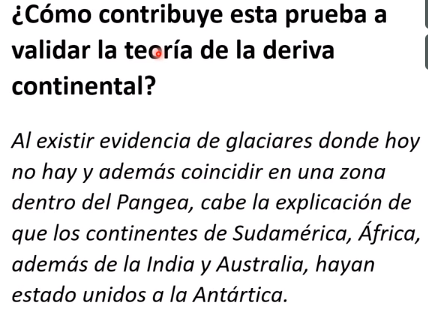 ¿Cómo contribuye esta prueba a
validar la teoría de la deriva
continental?
Al existir evidencia de glaciares donde hoy
no hay y además coincidir en una zona
dentro del Pangea, cabe la explicación de
que los continentes de Sudamérica, África,
además de la India y Australia, hayan
estado unidos a la Antártica.